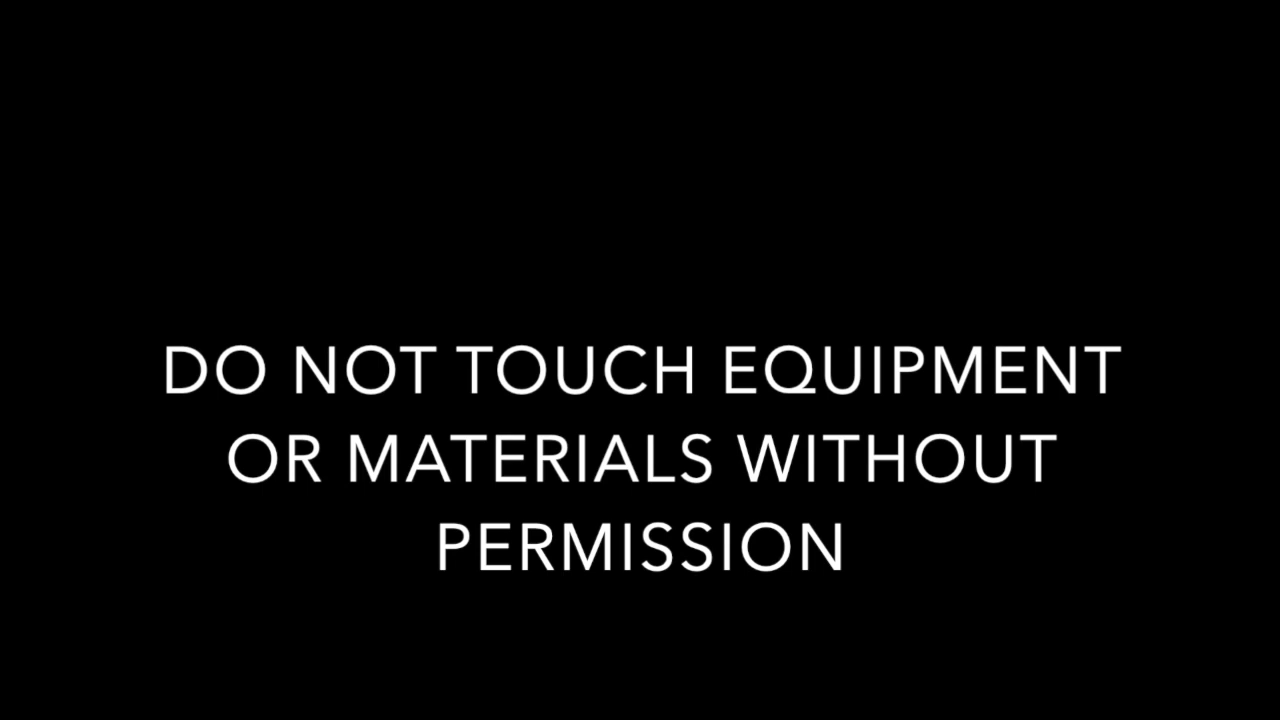 DO NOT TOUCH EQUIPMENT
OR MATERIALS WITHOUT
PERMISSION